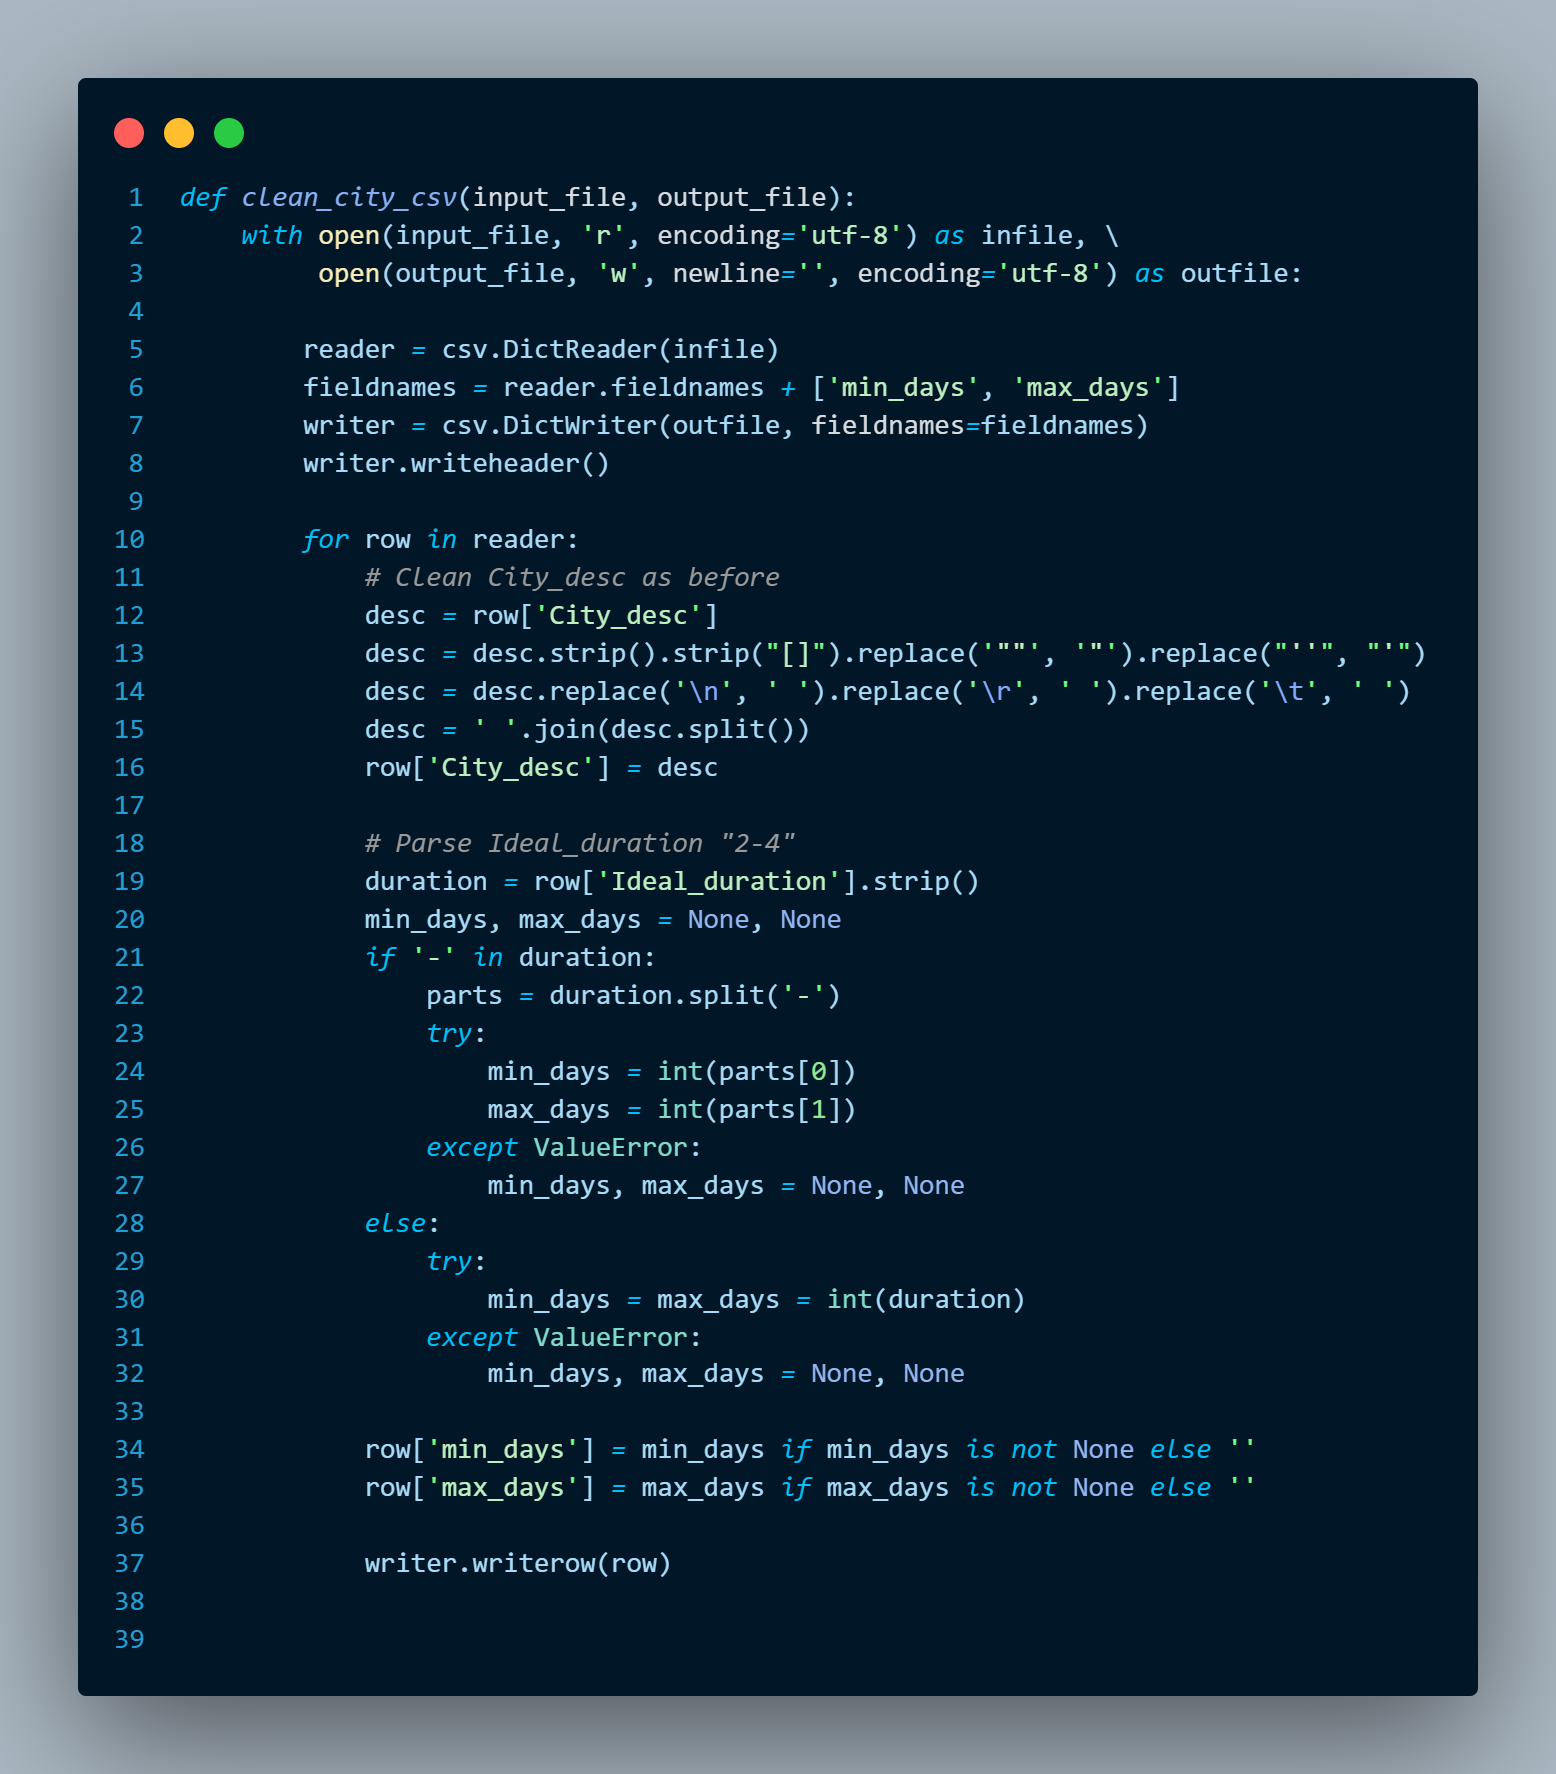 1 def clean_city_csv(input_file, output_file):
2     with open(input_file, 'r', encoding='utf-8') as infile, \
3          open(output_file, 'w', newline='', encoding='utf-8') as outfile:
4
5         reader = csv.DictReader(infile)
6         fieldnames = reader.fieldnames + ['min_days', 'max_days']
7         writer = csv.DictWriter(outfile, fieldnames=fieldnames)
8         writer.writeheader()
9
10         for row in reader:
11             # Clean City_desc as before
12             desc = row['City_desc']
13             desc = desc.strip().strip("[]").replace('""', '"').replace("''", "'")
14             desc = desc.replace('\n', ' ').replace('\r', ' ').replace('\t', ' ')
15             desc = ' '.join(desc.split())
16             row['City_desc'] = desc
17
18             # Parse Ideal_duration "2-4"
19             duration = row['Ideal_duration'].strip()
20             min_days, max_days = None, None
21             if '-' in duration:
22                 parts = duration.split('-')
23                 try:
24                     min_days = int(parts[0])
25                     max_days = int(parts[1])
26                 except ValueError:
27                     min_days, max_days = None, None
28             else:
29                 try:
30                     min_days = max_days = int(duration)
31                 except ValueError:
32                     min_days, max_days = None, None
33
34             row['min_days'] = min_days if min_days is not None else ''
35             row['max_days'] = max_days if max_days is not None else ''
36
37             writer.writerow(row)
38
39